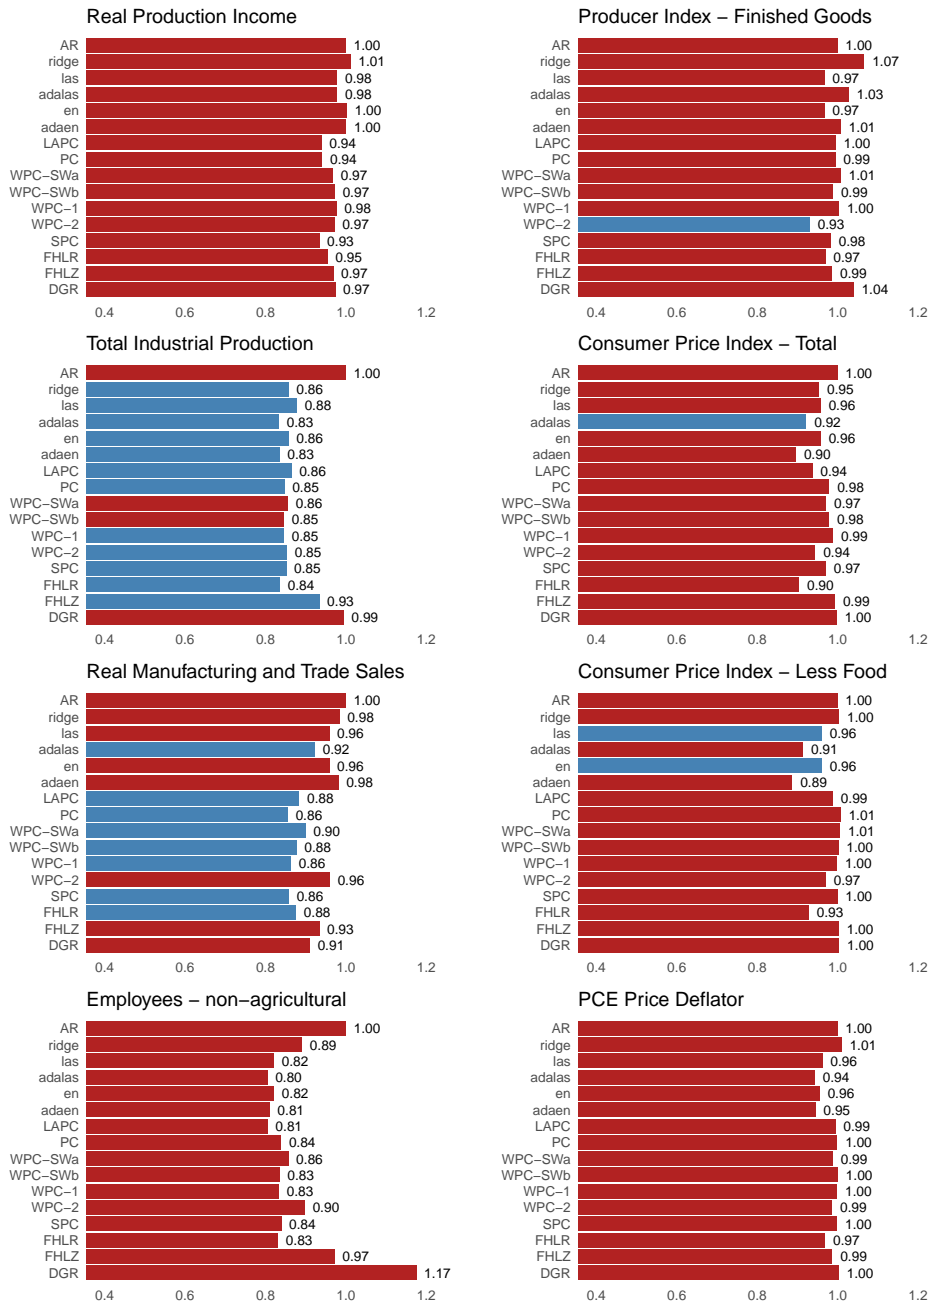 Real Production Income
AR 1.00
ridge 1.01
las 0.98
adalas 0.98
en 1.00
adaen 1.00
LAPC 0.94
PC 0.94
WPC−SWa 0.97
WPC−SWb 0.97
WPC−1 0.98
WPC−2 0.97
SPC 0.93
FHLR 0.95
FHLZ 0.97
DGR 0.97
0.4 0.6 0.8 1.0 1.2
Producer Index − Finished Goods
AR 1.00
ridge 1.07
las 0.97
adalas 1.03
en 0.97
adaen 1.01
LAPC 1.00
PC 0.99
WPC−SWa 1.01
WPC−SWb 0.99
WPC−1 1.00
WPC−2 0.93
SPC 0.98
FHLR 0.97
FHLZ 0.99
DGR 1.04
0.4 0.6 0.8 1.0 1.2
Total Industrial Production
AR 1.00
ridge 0.86
las 0.88
adalas 0.83
en 0.86
adaen 0.83
LAPC 0.86
PC 0.85
WPC−SWa 0.86
WPC−SWb 0.85
WPC−1 0.85
WPC−2 0.85
SPC 0.85
FHLR 0.84
FHLZ 0.93
DGR 0.99
0.4 0.6 0.8 1.0 1.2
Consumer Price Index − Total
AR 1.00
ridge 0.95
las 0.96
adalas 0.92
en 0.96
adaen 0.90
LAPC 0.94
PC 0.98
WPC−SWa 0.97
WPC−SWb 0.98
WPC−1 0.99
WPC−2 0.94
SPC 0.97
FHLR 0.90
FHLZ 0.99
DGR 1.00
0.4 0.6 0.8 1.0 1.2
Real Manufacturing and Trade Sales
AR 1.00
ridge 0.98
las 0.96
adalas 0.92
en 0.96
adaen 0.98
LAPC 0.88
PC 0.86
WPC−SWa 0.90
WPC−SWb 0.88
WPC−1 0.86
WPC−2 0.96
SPC 0.86
FHLR 0.88
FHLZ 0.93
DGR 0.91
0.4 0.6 0.8 1.0 1.2
Consumer Price Index − Less Food
AR 1.00
ridge 1.00
las 0.96
adalas 0.91
en 0.96
adaen 0.89
LAPC 0.99
PC 1.01
WPC−SWa 1.01
WPC−SWb 1.00
WPC−1 1.00
WPC−2 0.97
SPC 1.00
FHLR 0.93
FHLZ 1.00
DGR 1.00
0.4 0.6 0.8 1.0 1.2
Employees − non−agricultural
AR 1.00
ridge 0.89
las 0.82
adalas 0.80
en 0.82
adaen 0.81
LAPC 0.81
PC 0.84
WPC−SWa 0.86
WPC−SWb 0.83
WPC−1 0.83
WPC−2 0.90
SPC 0.84
FHLR 0.83
FHLZ 0.97
DGR 1.17
0.4 0.6 0.8 1.0 1.2
PCE Price Deflator
AR 1.00
ridge 1.01
las 0.96
adalas 0.94
en 0.96
adaen 0.95
LAPC 0.99
PC 1.00
WPC−SWa 0.99
WPC−SWb 1.00
WPC−1 1.00
WPC−2 0.99
SPC 1.00
FHLR 0.97
FHLZ 0.99
DGR 1.00
0.4 0.6 0.8 1.0 1.2